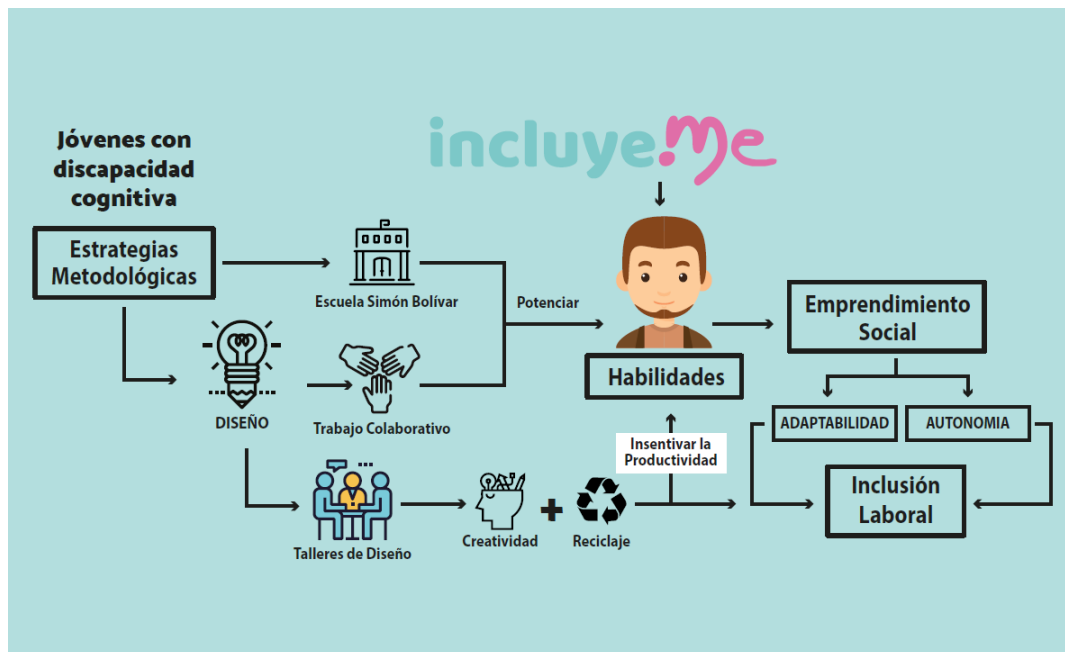 incluye.me
Jóvenes con
discapacidad
cognitiva
Estrategias
Metodológicas
Escuela Simón Bolívar
Potenciar
Emprendimiento
Social
Habilidades
DISEÑO
Trabajo Colaborativo
ADAPTABILIDAD
AUTONOMIA
Insentivar la
Productividad
Inclusión
Laboral
Talleres de Diseño
Creatividad
+
Reciclaje